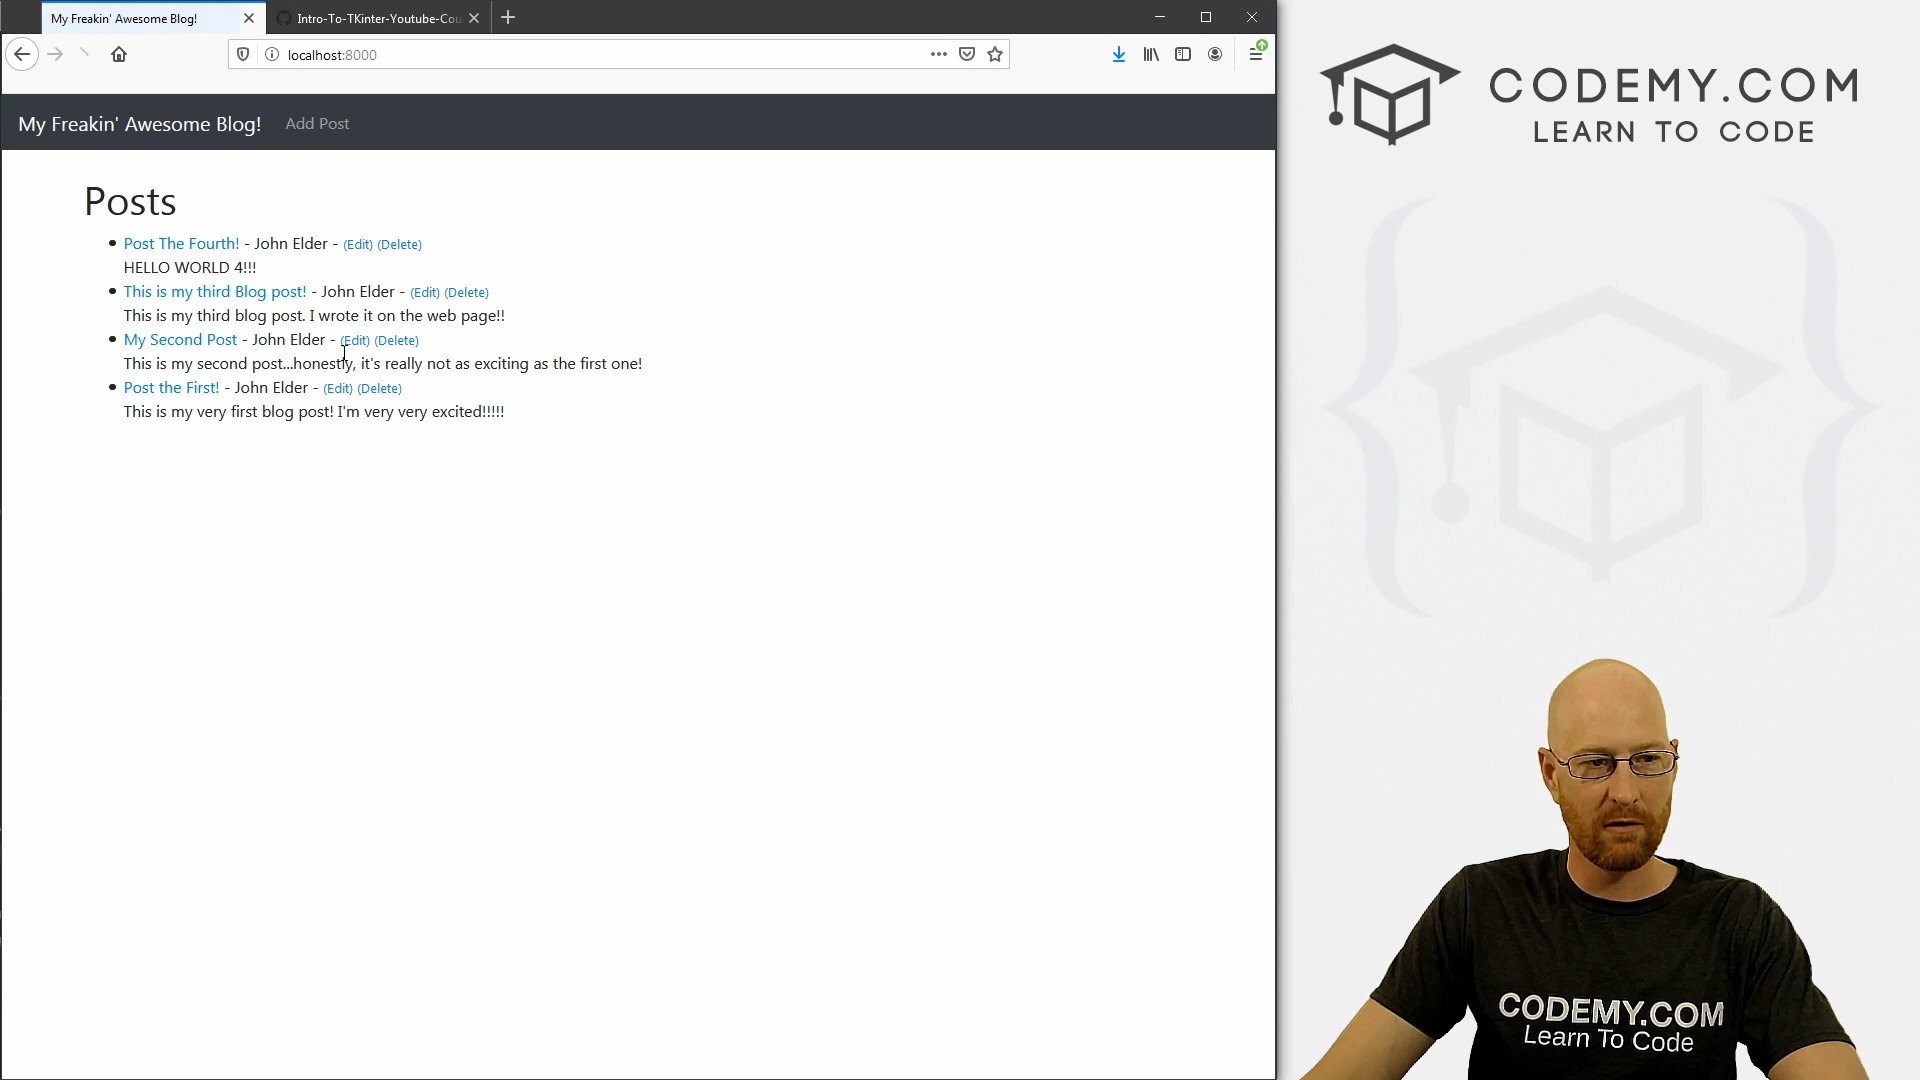 My Freakin' Awesome Blog!
Intro-To-TKinter-Youtube-Cou
localhost:8000
My Freakin' Awesome Blog! Add Post
Posts
Post The Fourth! - John Elder - (Edit) (Delete)
HELLO WORLD 4!!!
This is my third Blog post! - John Elder - (Edit) (Delete)
This is my third blog post. I wrote it on the web page!!
My Second Post - John Elder - (Edit) (Delete)
This is my second post...honestly, it's really not as exciting as the first one!
Post the First! - John Elder - (Edit) (Delete)
This is my very first blog post! I'm very very excited!!!!!
CODEMY.COM
LEARN TO CODE
CODEMY.COM
Learn To Code